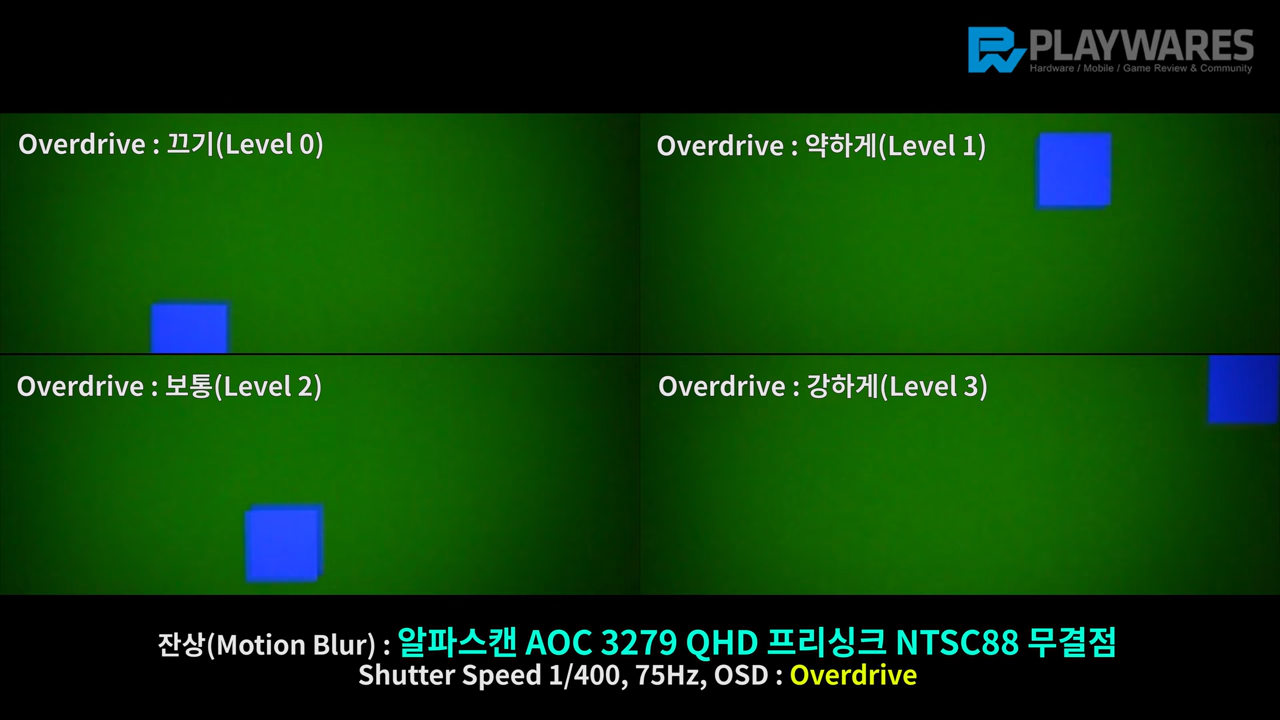 PLAYWARES
Hardware / Mobile / Game Review & Community
Overdrive : 끄기(Level 0)
Overdrive : 약하게(Level 1)
Overdrive : 보통(Level 2)
Overdrive : 강하게(Level 3)
잔상(Motion Blur) : 알파스캔 AOC 3279 QHD 프리싱크 NTSC88 무결점
Shutter Speed 1/400, 75Hz, OSD : Overdrive